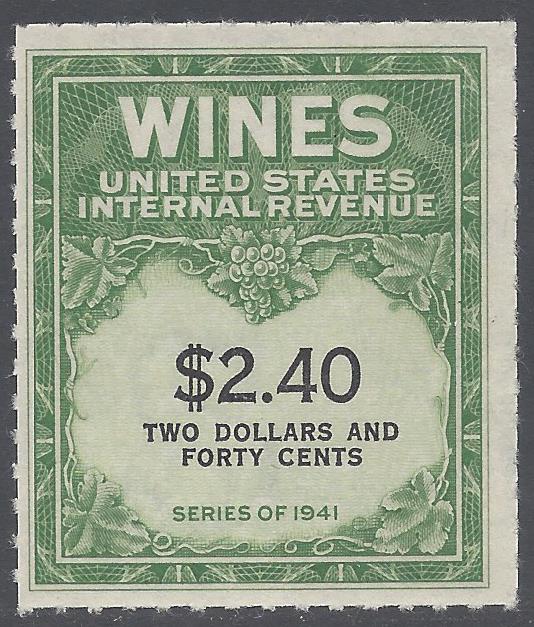 WINES
UNITED STATES
INTERNAL REVENUE
$2.40
TWO DOLLARS AND
FORTY CENTS
SERIES OF 1941